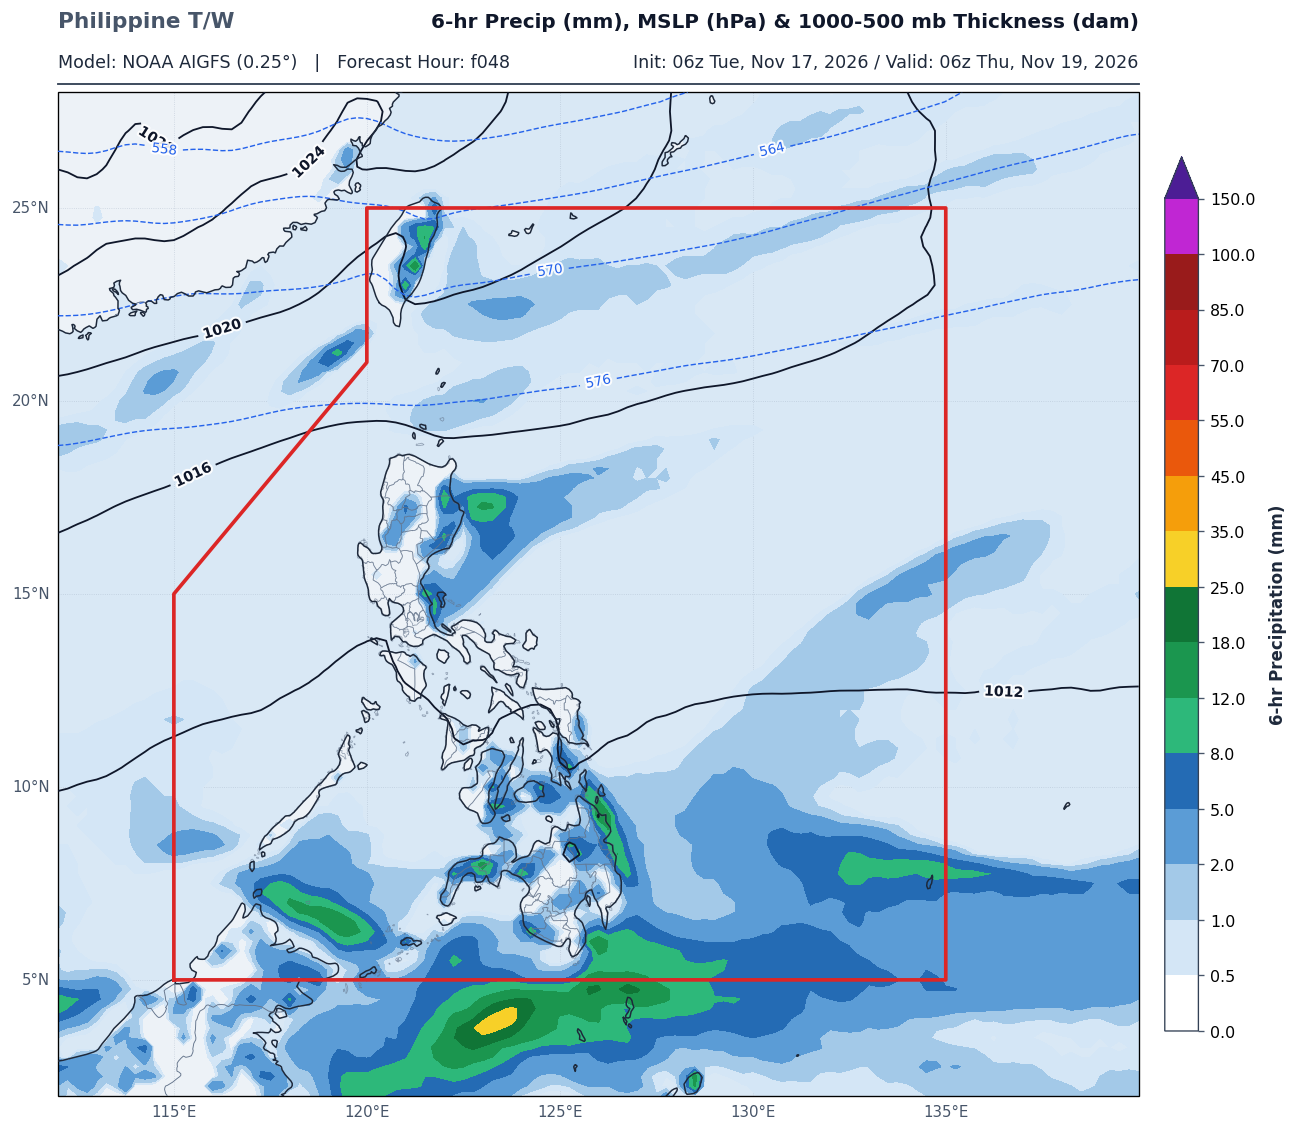 Philippine T/W
6-hr Precip (mm), MSLP (hPa) & 1000-500 mb Thickness (dam)
Model: NOAA AIGFS (0.25°) | Forecast Hour: f048
Init: 06z Tue, Nov 17, 2026 / Valid: 06z Thu, Nov 19, 2026
558
1024
564
570
1020
576
1016
1012
25°N
20°N
15°N
10°N
5°N
115°E
120°E
125°E
130°E
135°E
150.0
100.0
85.0
70.0
55.0
45.0
35.0
25.0
18.0
12.0
8.0
5.0
2.0
1.0
0.5
0.0
6-hr Precipitation (mm)